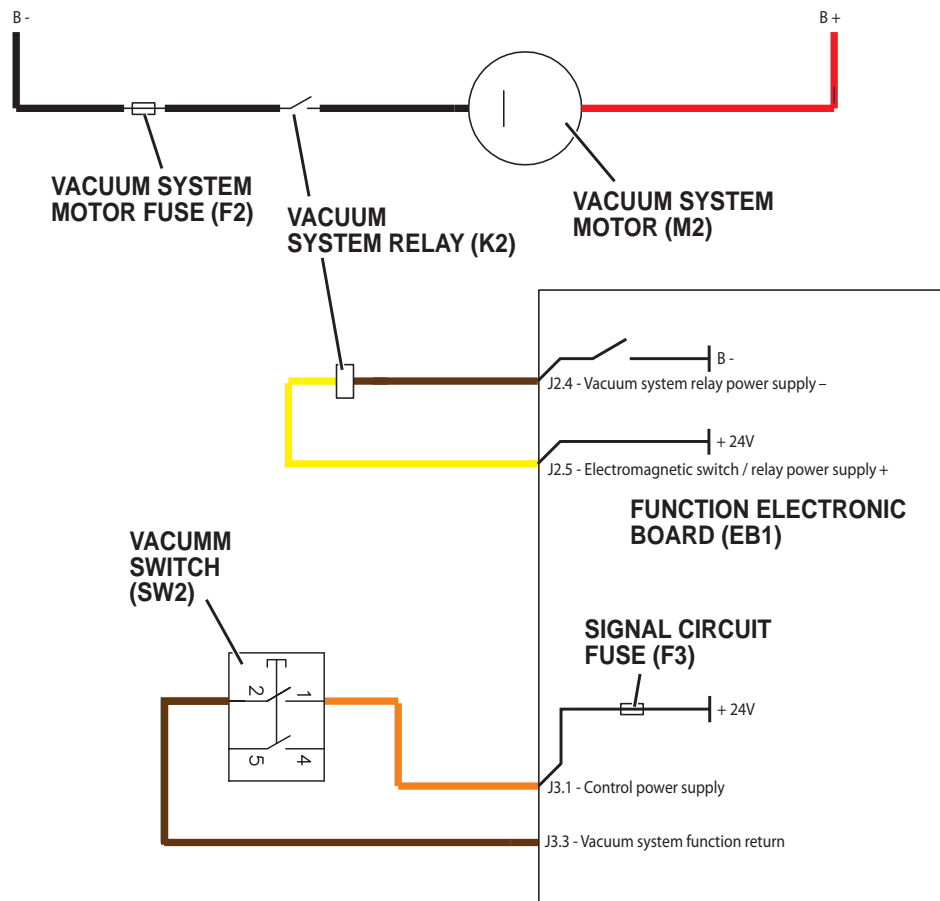 B -
B +
VACUUM SYSTEM
MOTOR FUSE (F2)
VACUUM
SYSTEM RELAY (K2)
VACUUM SYSTEM
MOTOR (M2)
B -
J2.4 - Vacuum system relay power supply –
+ 24V
J2.5 - Electromagnetic switch / relay power supply +
FUNCTION ELECTRONIC
BOARD (EB1)
VACUMM
SWITCH
(SW2)
SIGNAL CIRCUIT
FUSE (F3)
2 1
5 4
+ 24V
J3.1 - Control power supply
J3.3 - Vacuum system function return